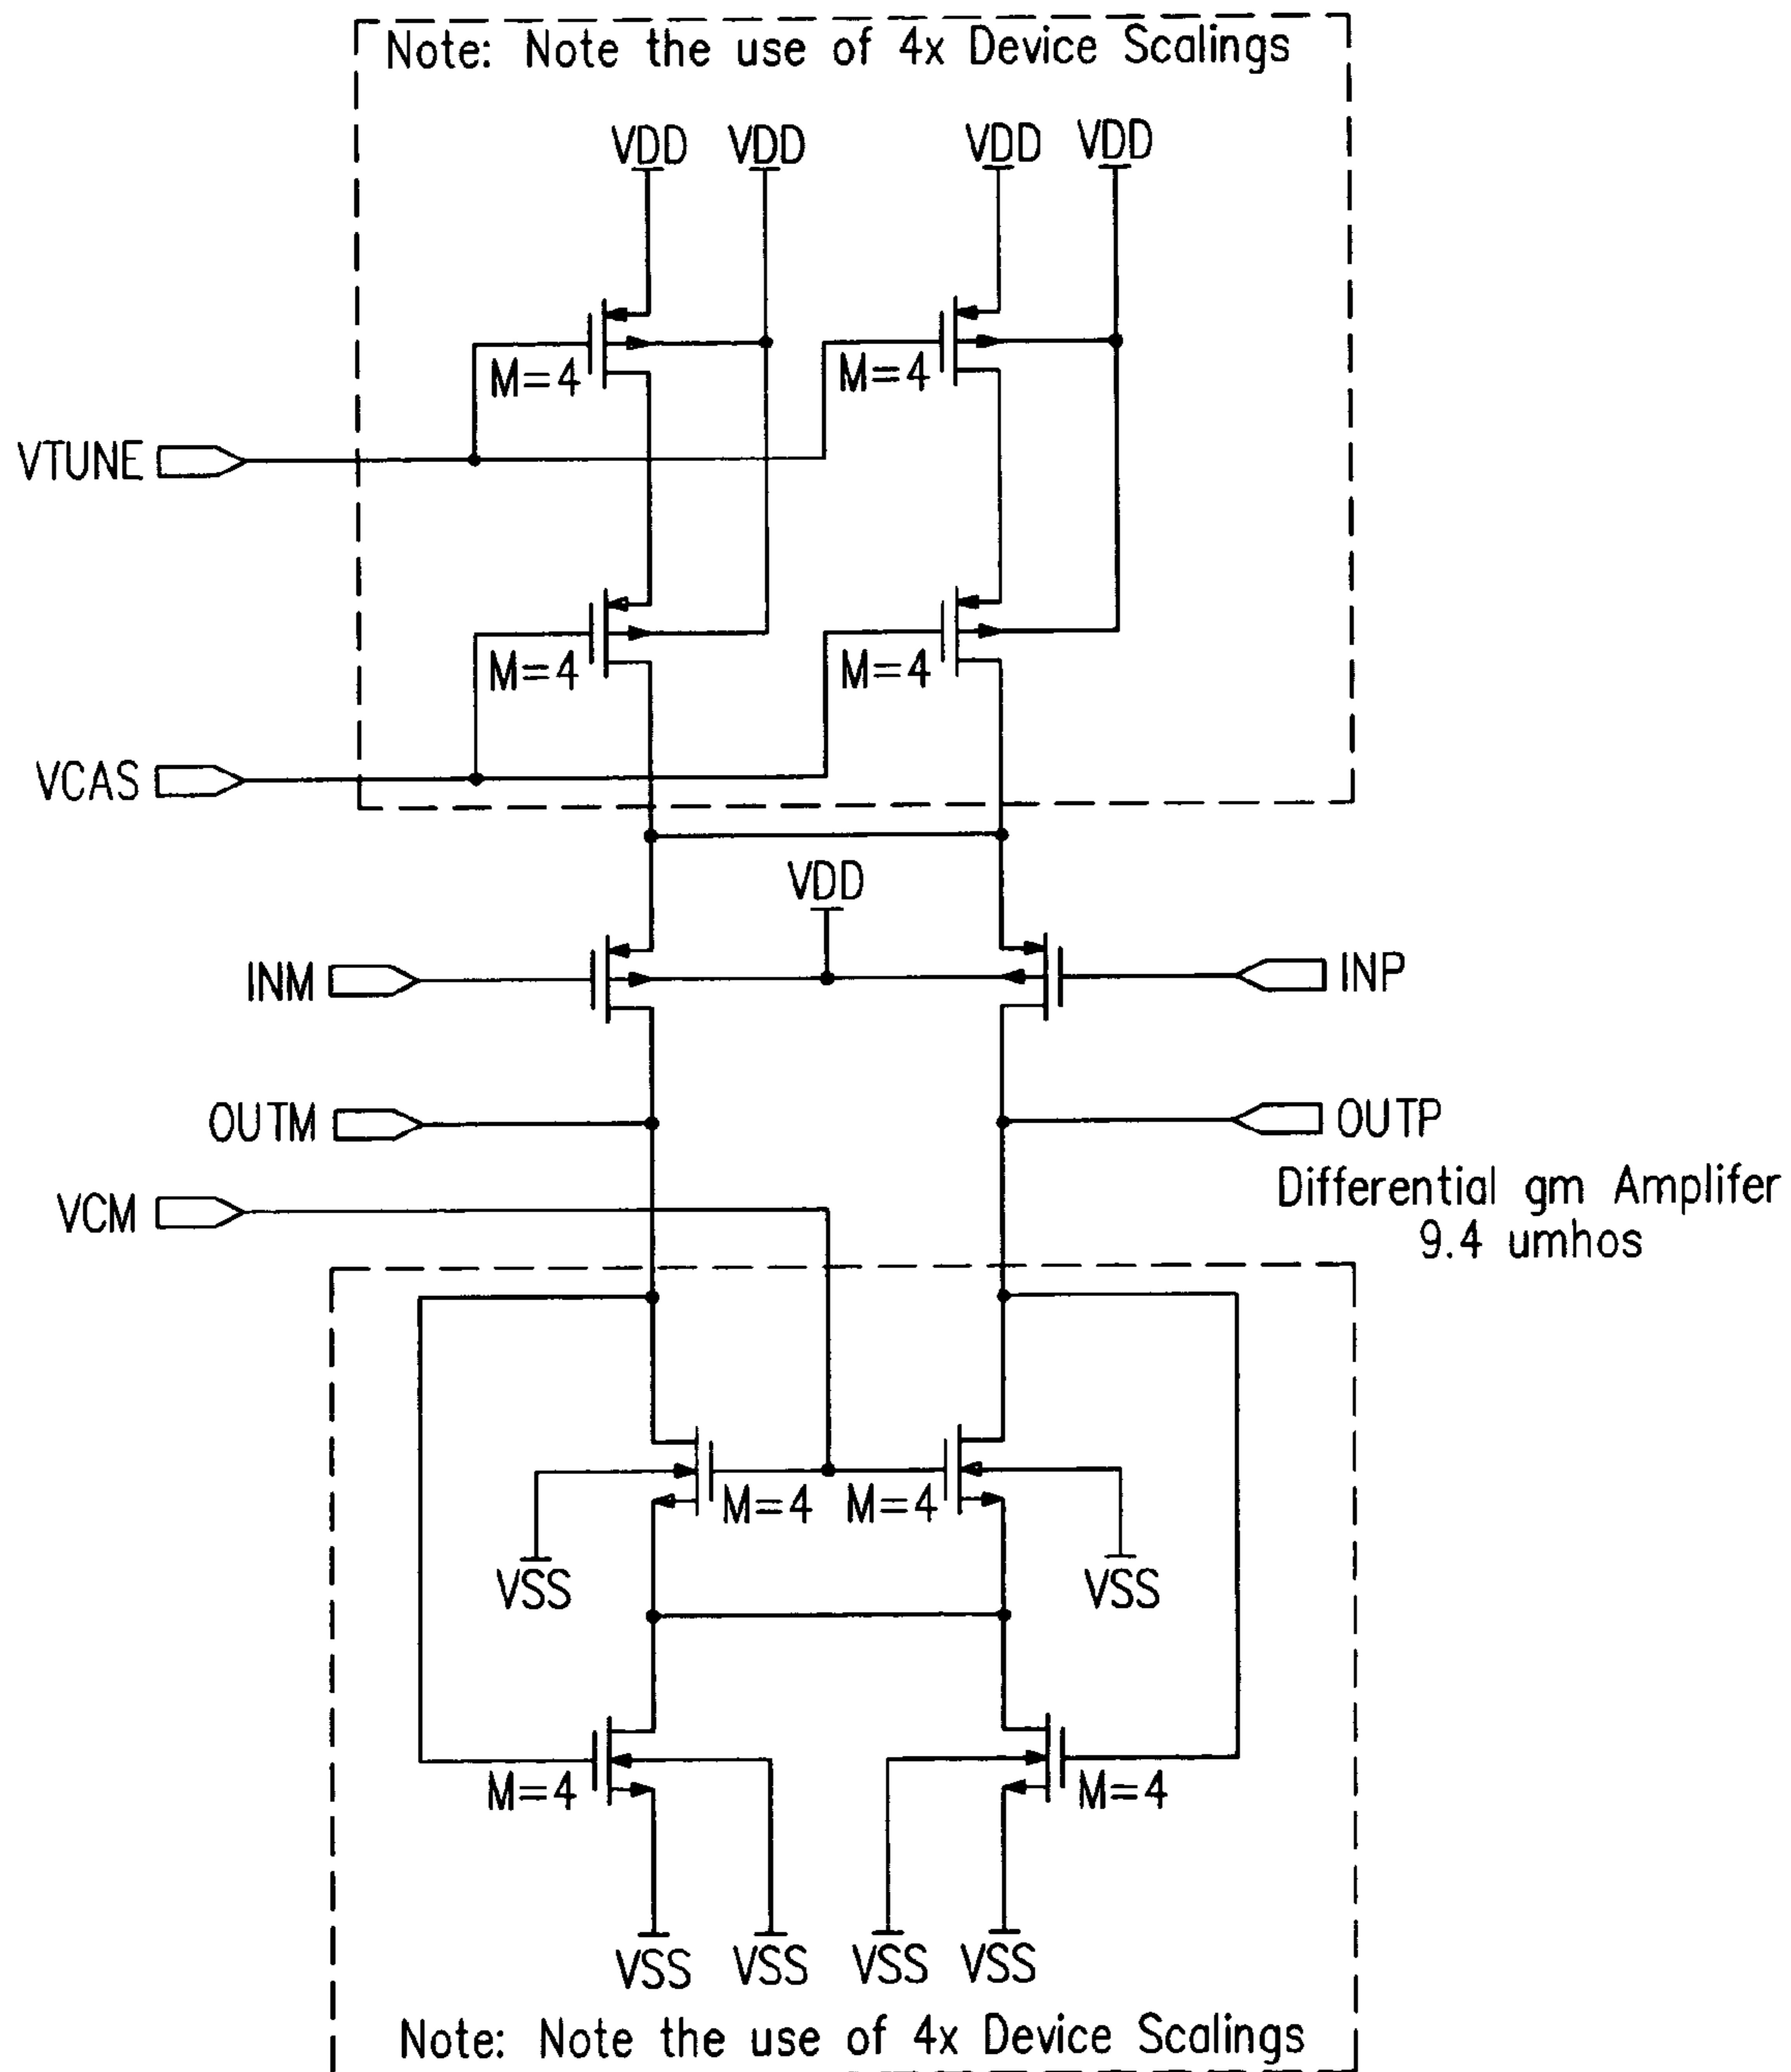 Note: Note the use of 4x Device Scalings
VDD VDD VDD VDD
M=4 M=4
VTUNE
M=4 M=4
VCAS
VDD
INM INP
OUTM OUTP
Differential gm Amplifer
VCM
9.4 umhos
M=4 M=4
VSS VSS
M=4 M=4
VSS VSS VSS VSS
Note: Note the use of 4x Device Scalings